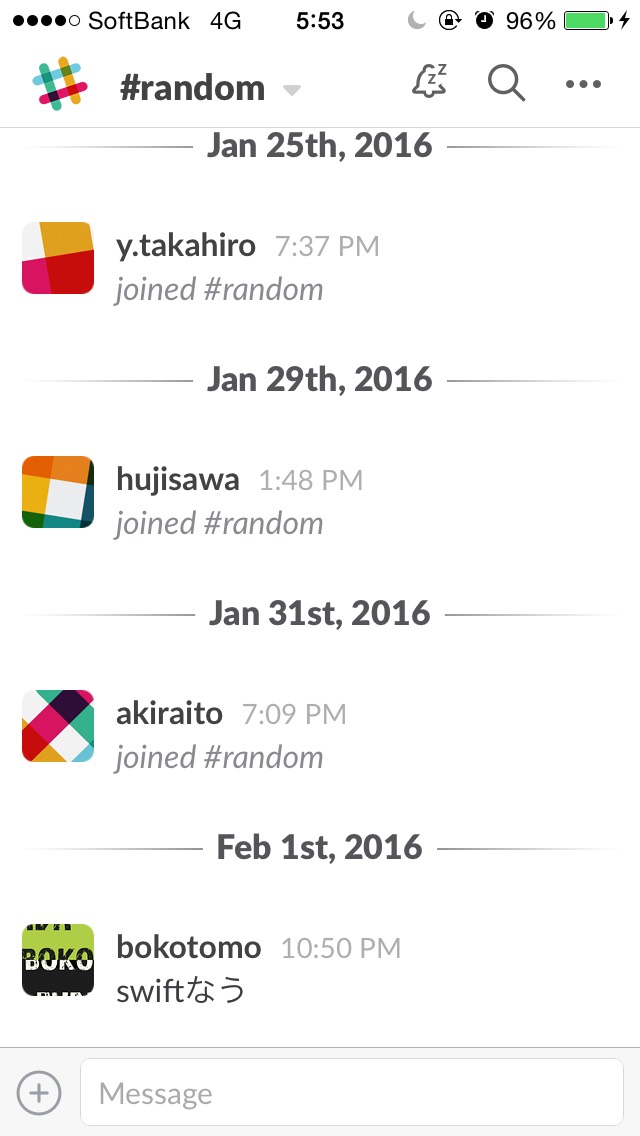 SoftBank 4G 5:53 96%
#random
Jan 25th, 2016
y.takahiro 7:37 PM
joined #random
Jan 29th, 2016
hujisawa 1:48 PM
joined #random
Jan 31st, 2016
akiraito 7:09 PM
joined #random
Feb 1st, 2016
BOKO
bokotomo 10:50 PM
swiftなう
Message